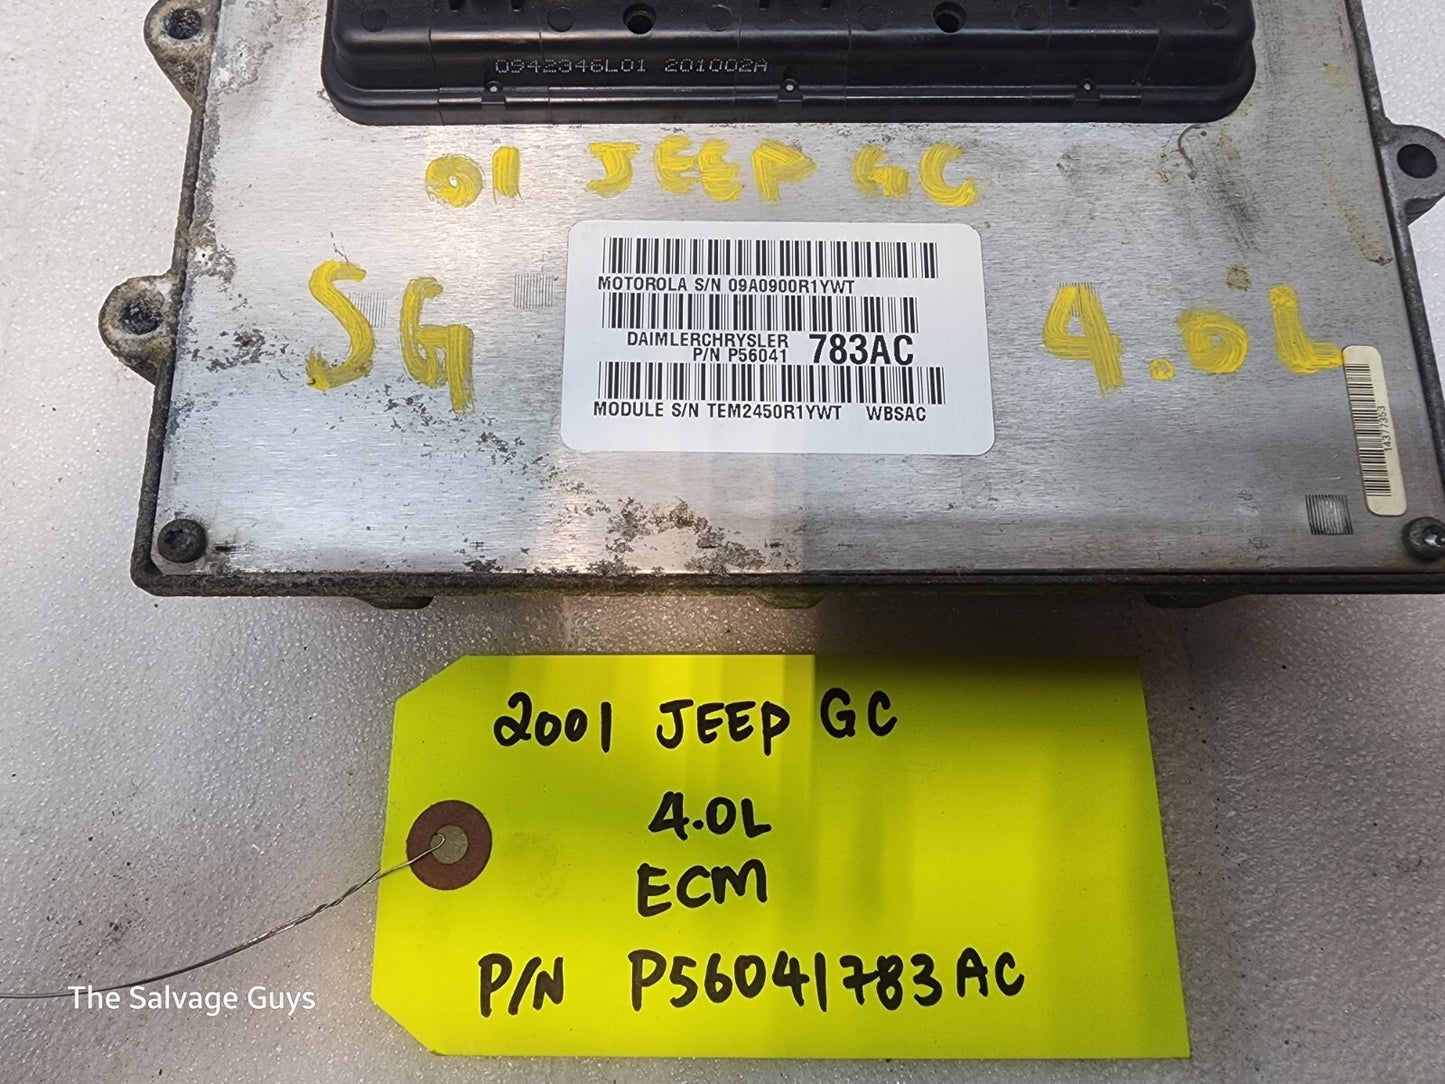 0942346L01 201002A
01 JEEP GC
SG
4.0L
MOTOROLA S/N 09A0900R1YWT
DAIMLERCHRYSLER
P/N P56041 783AC
MODULE S/N TEM2450R1YWT WBSAC
14377353
2001 JEEP GC
4.0L
ECM
P/N P56041783AC
The Salvage Guys